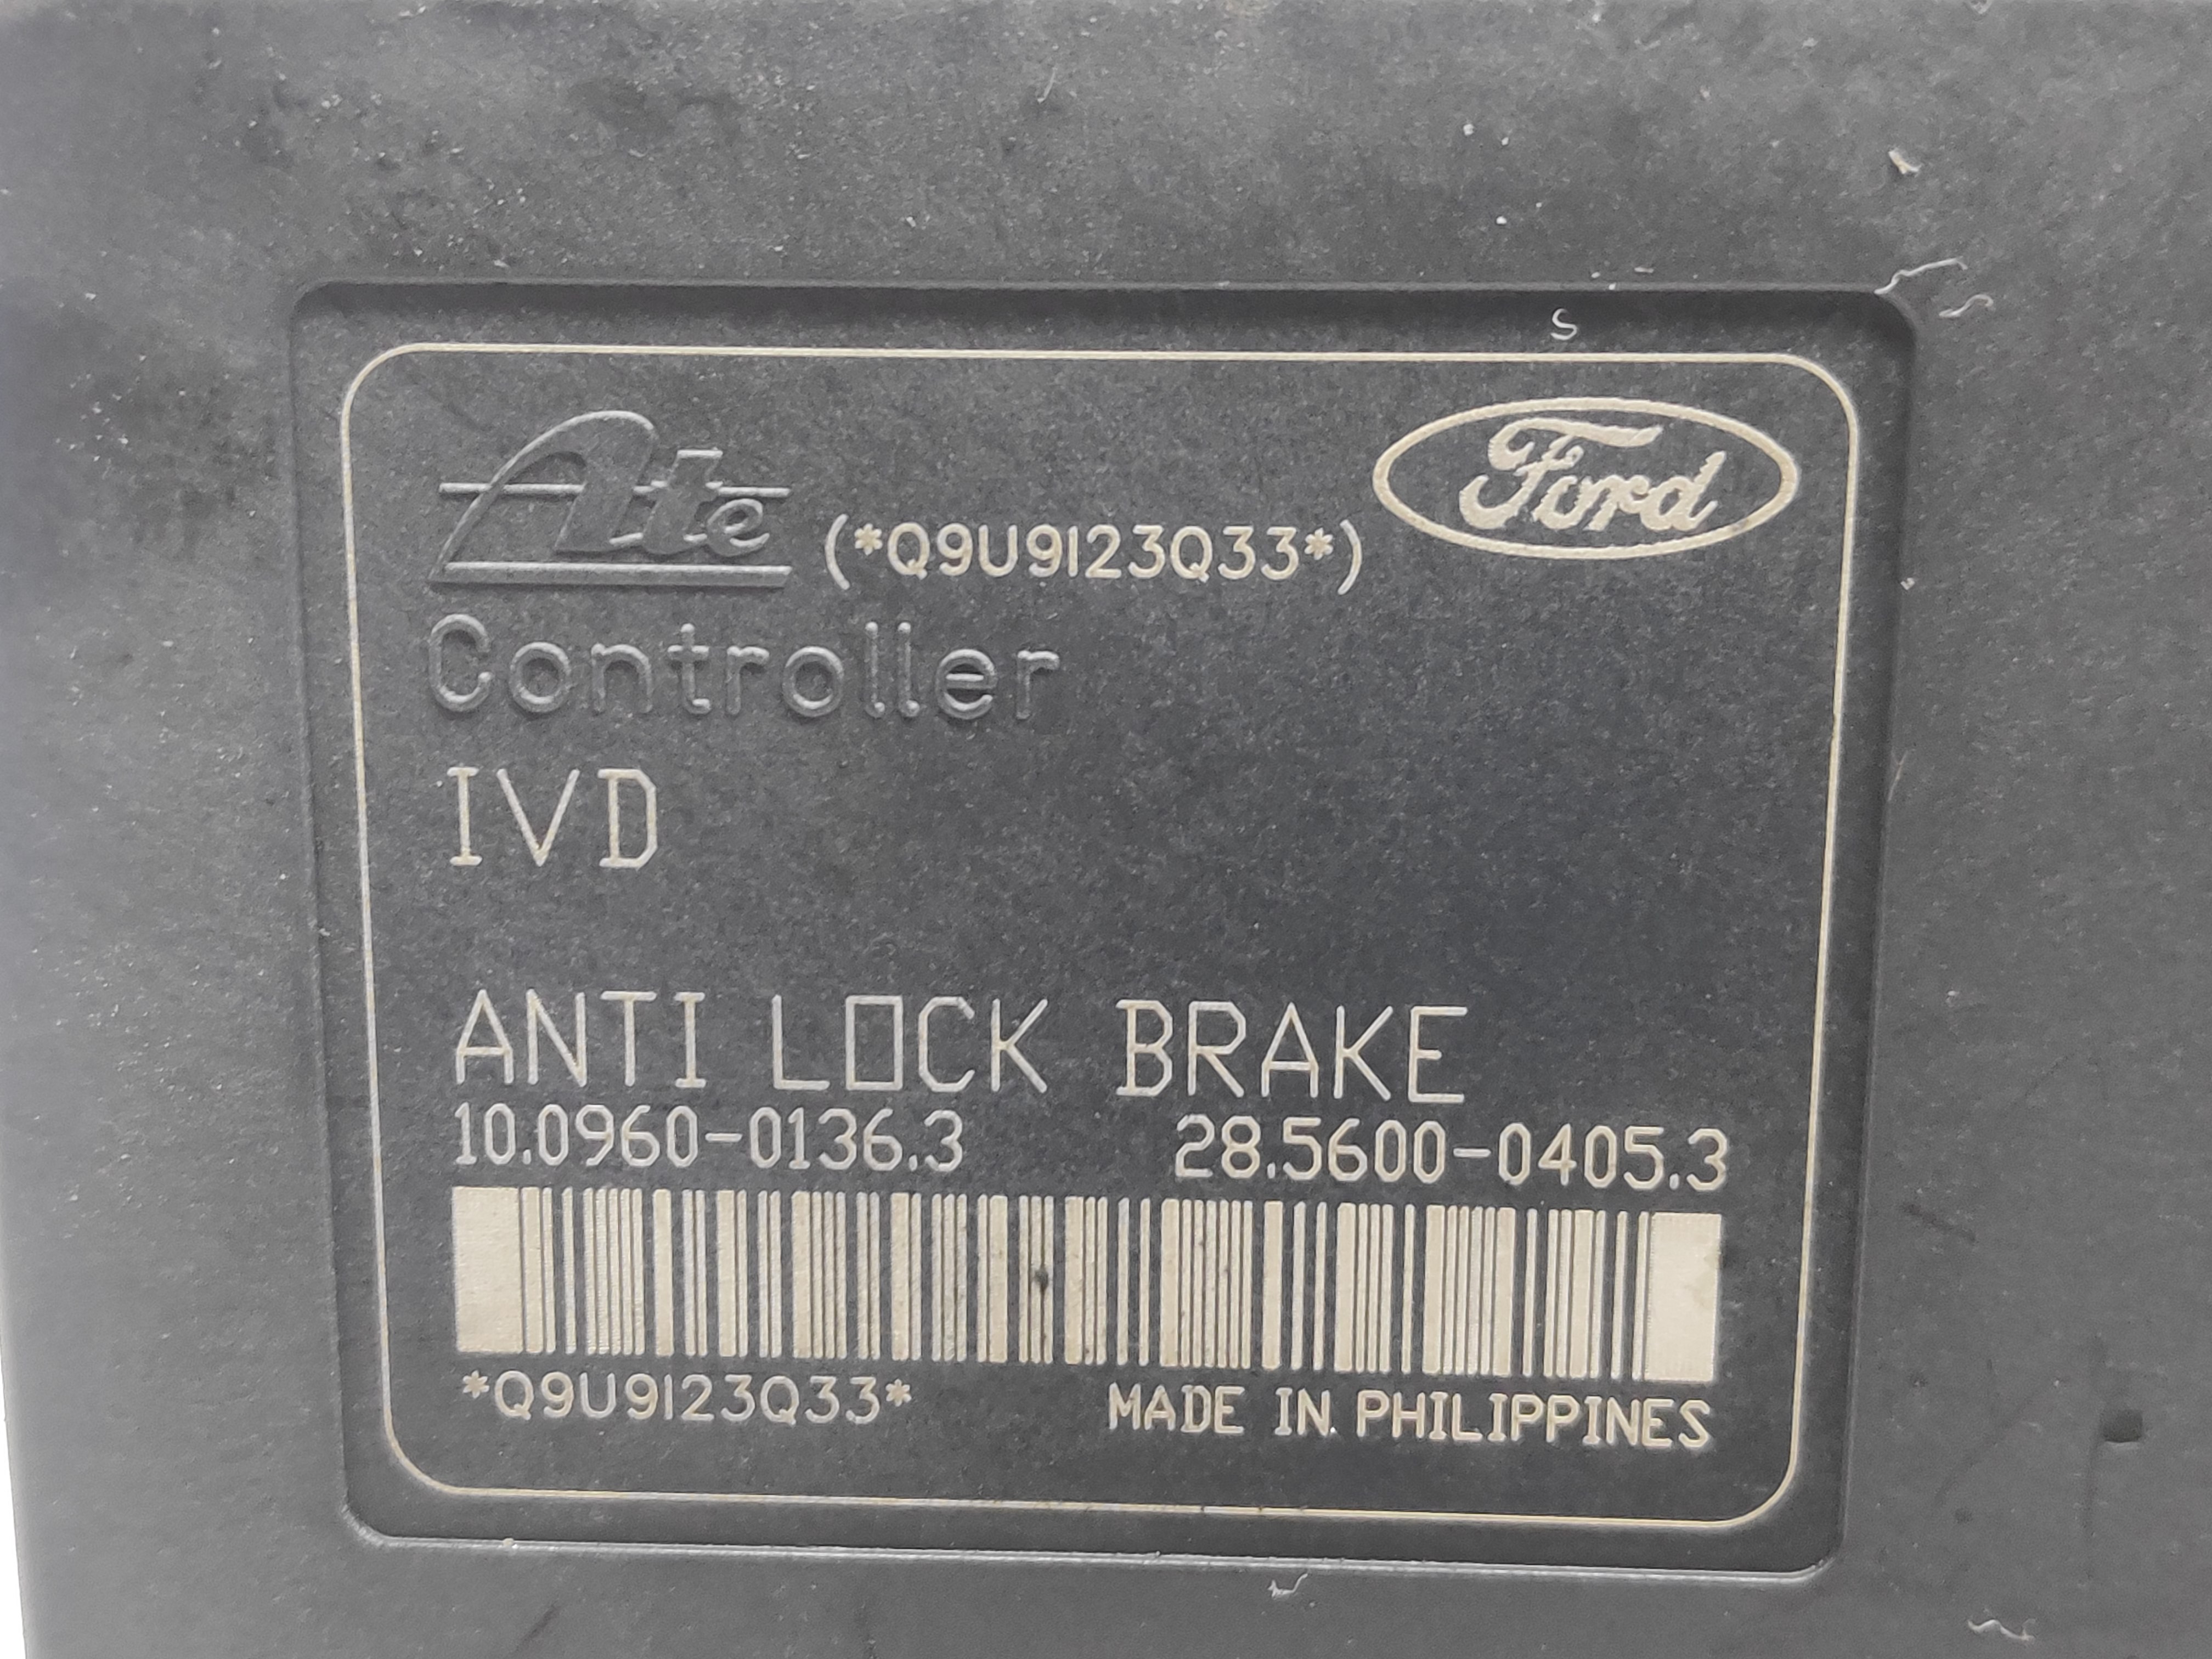 Ate (*Q9U9123Q33*) Ford
Controller
IVD
ANTI LOCK BRAKE
10.0960-0136.3 28.5600-0405.3
*Q9U9123Q33* MADE IN PHILIPPINES